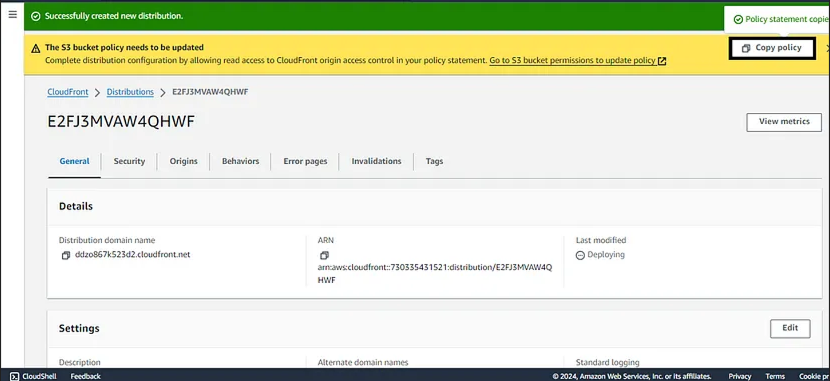 Successfully created new distribution.
Policy statement copie
The S3 bucket policy needs to be updated
Complete distribution configuration by allowing read access to CloudFront origin access control in your policy statement. Go to S3 bucket permissions to update policy
Copy policy
CloudFront > Distributions > E2FJ3MVAW4QHWF
E2FJ3MVAW4QHWF
View metrics
General Security Origins Behaviors Error pages Invalidations Tags
Details
Distribution domain name ARN Last modified
ddzo867k523d2.cloudfront.net
arn:aws:cloudfront::730335431521:distribution/E2FJ3MVAW4Q
HWF
Deploying
Settings
Edit
Description Alternate domain names Standard logging
CloudShell Feedback © 2024, Amazon Web Services, Inc. or its affiliates. Privacy Terms Cookie pr